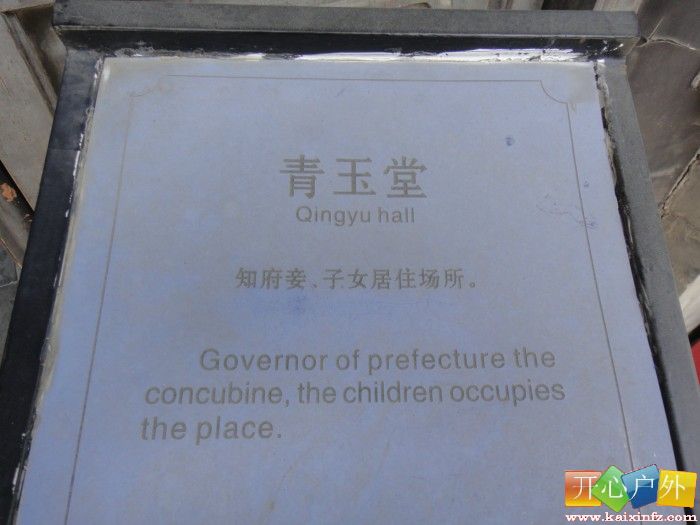 青玉堂
Qingyu hall
知府妾、子女居住场所。
Governor of prefecture the
concubine, the children occupies
the place.
开心户外
www.kaixinfz.com